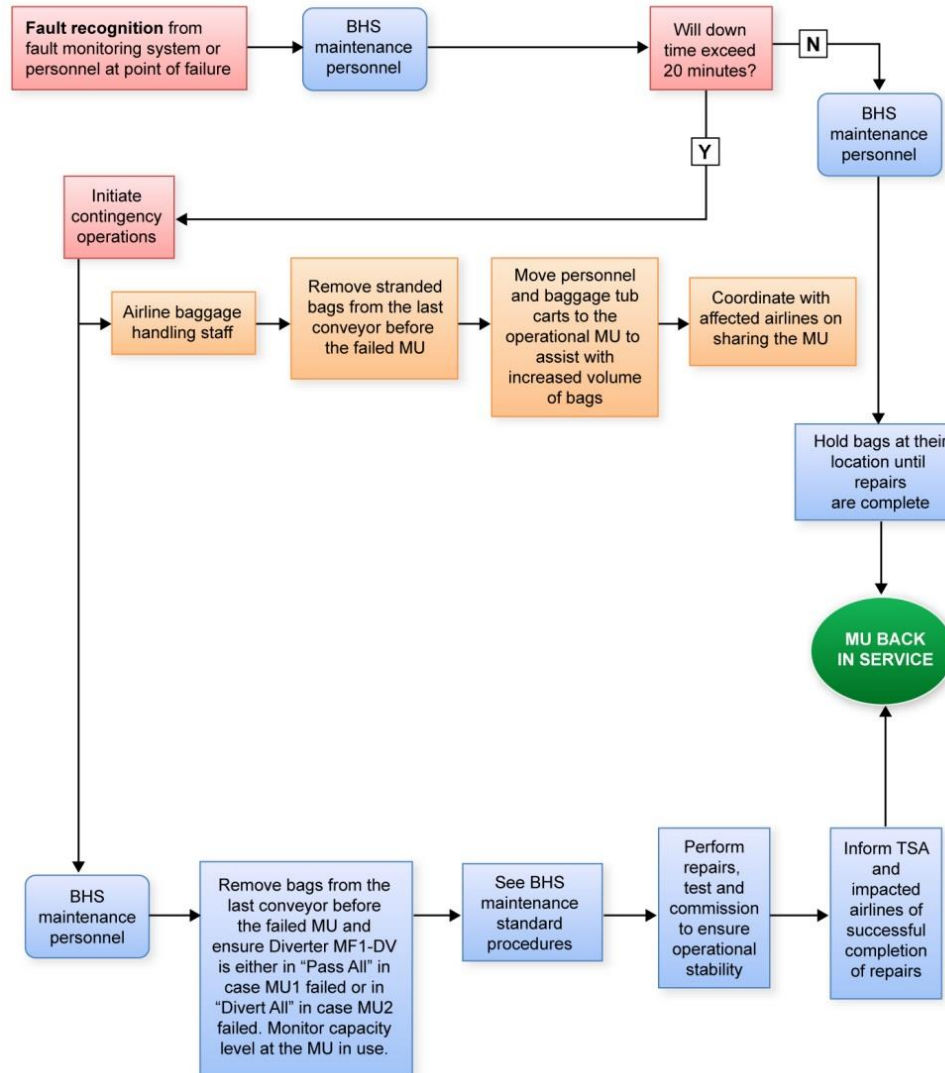 Fault recognition from
fault monitoring system or
personnel at point of failure
BHS
maintenance
personnel
Will down
time exceed
20 minutes?
N
BHS
maintenance
personnel
Y
Initiate
contingency
operations
Airline baggage
handling staff
Remove stranded
bags from the last
conveyor before
the failed MU
Move personnel
and baggage tub
carts to the
operational MU to
assist with
increased volume
of bags
Coordinate with
affected airlines on
sharing the MU
Hold bags at their
location until
repairs
are complete
MU BACK
IN SERVICE
BHS
maintenance
personnel
Remove bags from the
last conveyor before
the failed MU and
ensure Diverter MF1-DV
is either in “Pass All” in
case MU1 failed or in
“Divert All” in case MU2
failed. Monitor capacity
level at the MU in use.
See BHS
maintenance
standard
procedures
Perform
repairs,
test and
commission
to ensure
operational
stability
Inform TSA
and
impacted
airlines of
successful
completion
of repairs